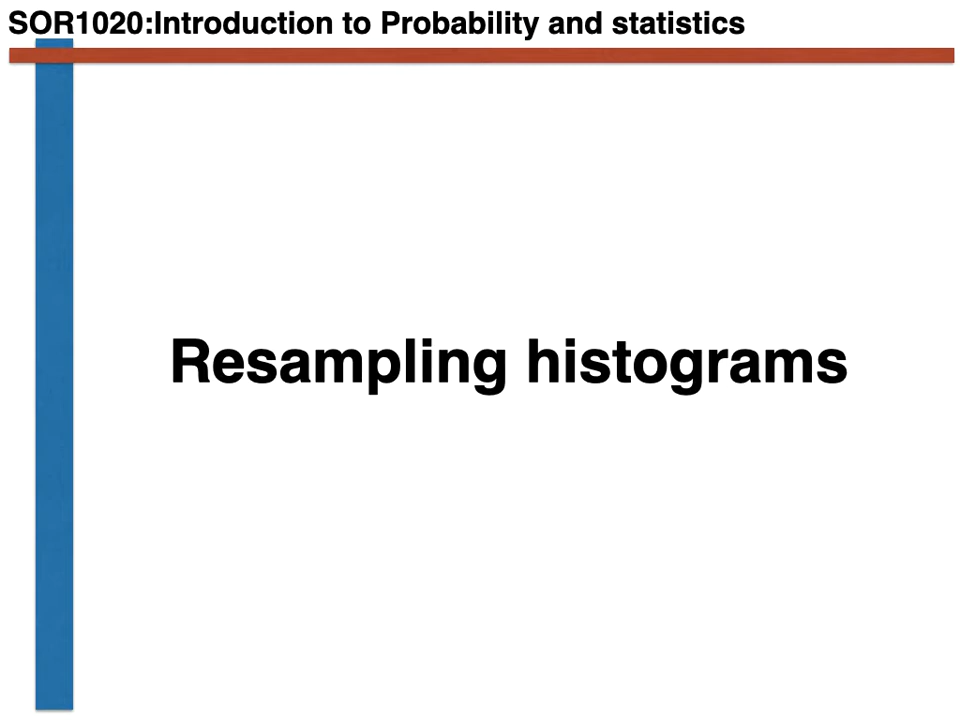 SOR1020:Introduction to Probability and statistics
Resampling histograms